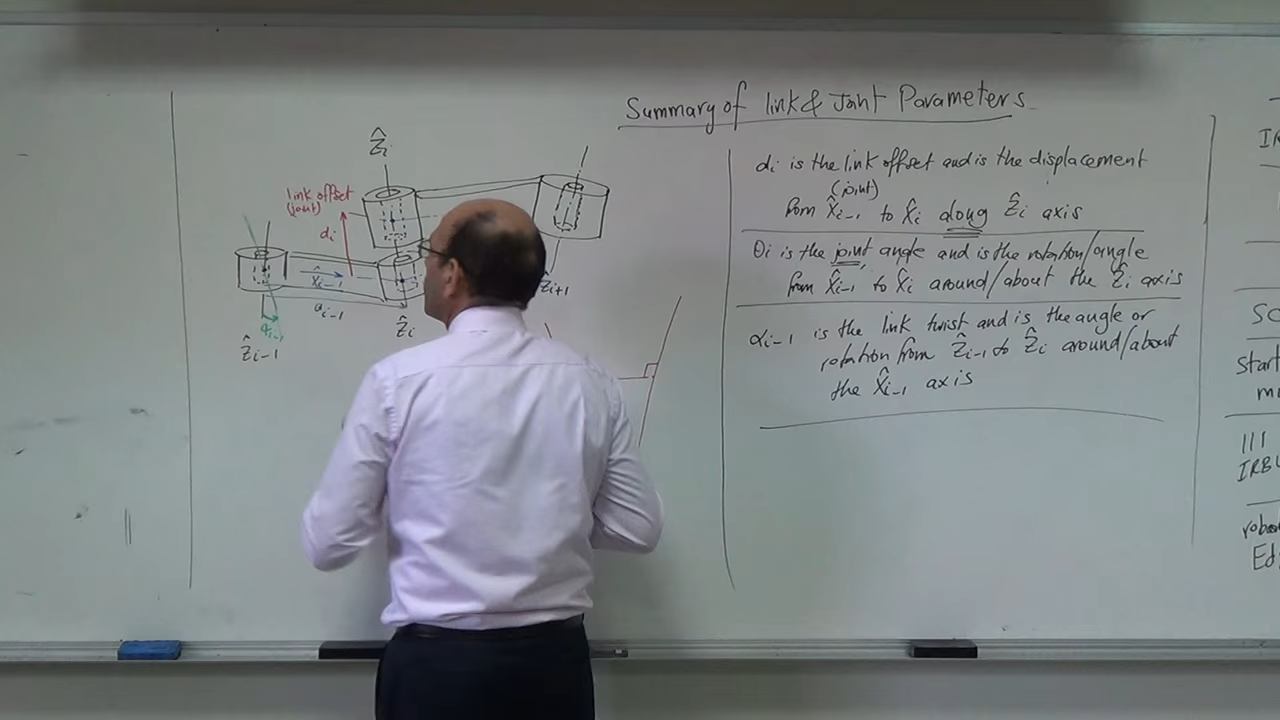 Summary of link & Joint Parameters
Ẑi
link offset
(joint)
di
X̂i-1
ai-1
αi-1
Ẑi-1
Ẑi
Ẑi+1
di is the link offset and is the displacement
(joint)
from X̂i-1 to X̂i along Ẑi axis
θi is the joint angle and is the rotation/angle
from X̂i-1 to X̂i around/about the Ẑi axis
αi-1 is the link twist and is the angle or
rotation from Ẑi-1 to Ẑi around/about
the X̂i-1 axis
IR
SC
Start
111